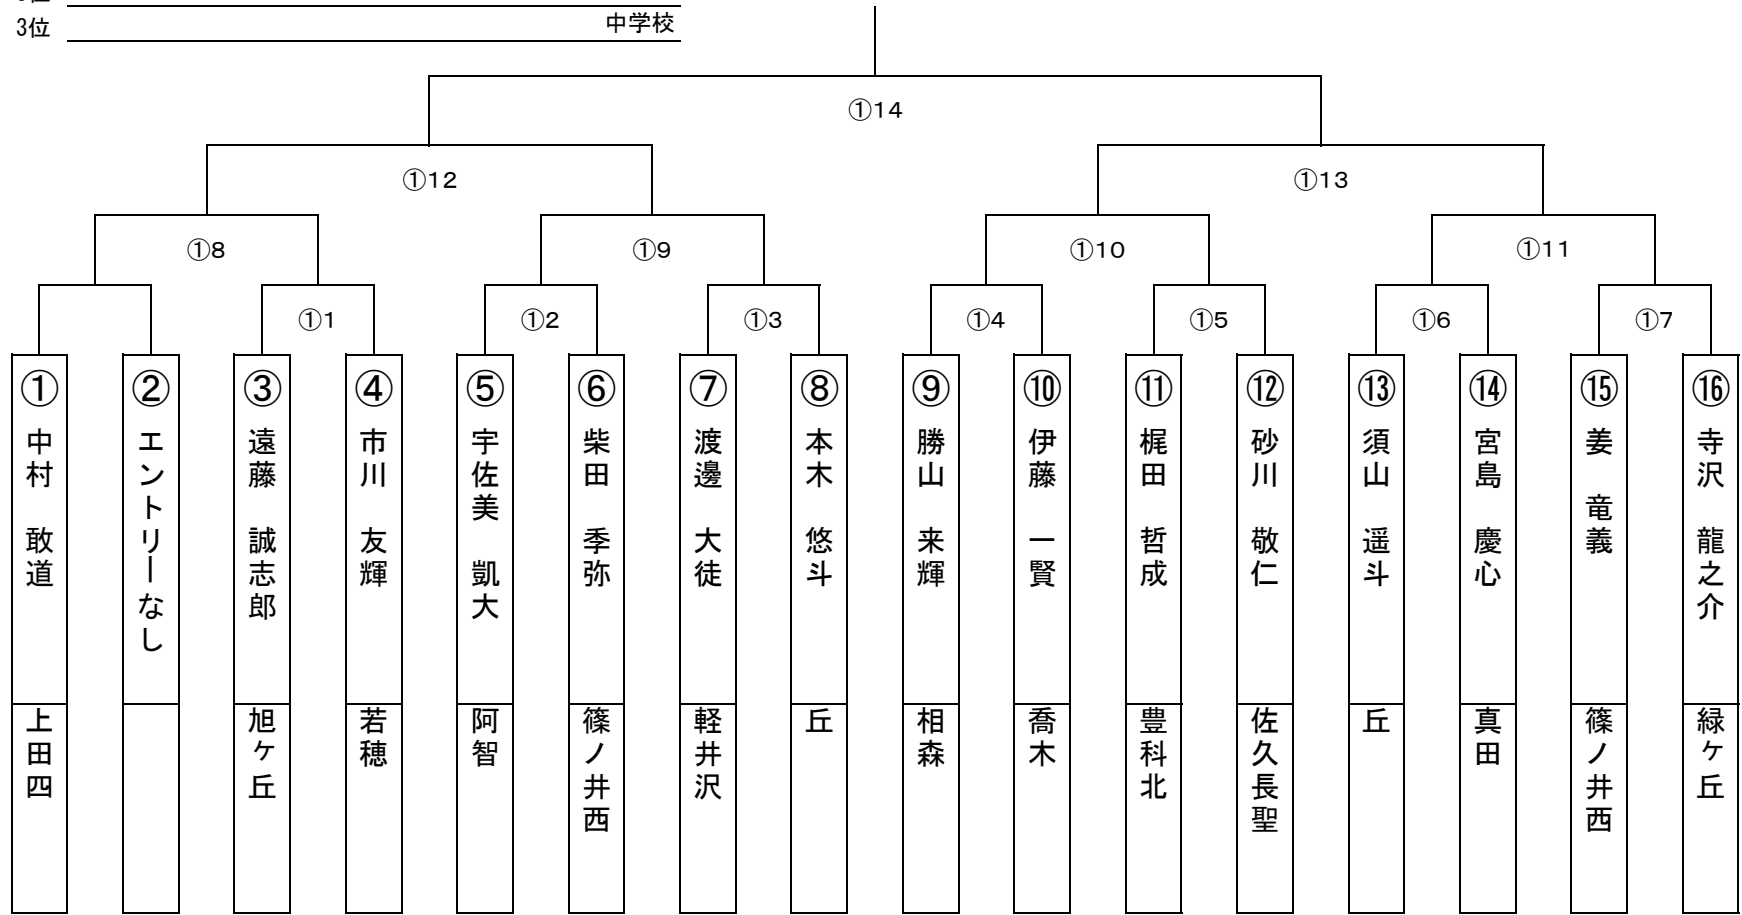 3位
中学校
①14
①12
①13
①8
①9
①10
①11
①1
①2
①3
①4
①5
①6
①7
①
中村　敢道
上田四
②
エントリーなし
③
遠藤　誠志郎
旭ヶ丘
④
市川　友輝
若穂
⑤
宇佐美　凱大
阿智
⑥
柴田　季弥
篠ノ井西
⑦
渡邊　大徒
軽井沢
⑧
本木　悠斗
丘
⑨
勝山　来輝
相森
⑩
伊藤　一賢
喬木
⑪
梶田　哲成
豊科北
⑫
砂川　敬仁
佐久長聖
⑬
須山　遥斗
丘
⑭
宮島　慶心
真田
⑮
姜　竜義
篠ノ井西
⑯
寺沢　龍之介
緑ヶ丘